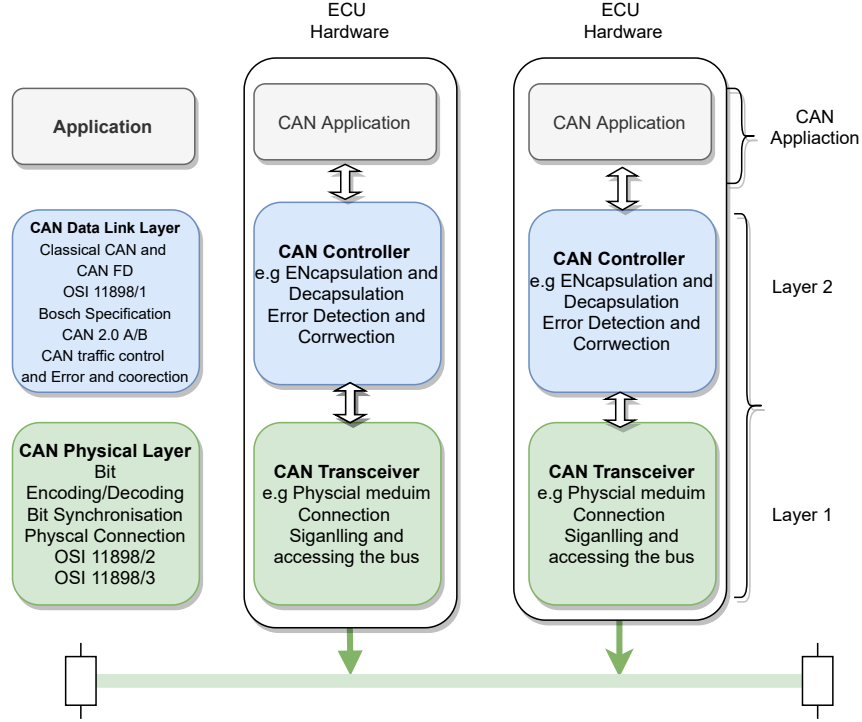 ECU
Hardware
ECU
Hardware
Application
CAN Application
CAN Application
CAN
Appliaction
CAN Data Link Layer
Classical CAN and
CAN FD
OSI 11898/1
Bosch Specification
CAN 2.0 A/B
CAN traffic control
and Error and coorection
CAN Controller
e.g ENcapsulation and
Decapsulation
Error Detection and
Corrwection
CAN Controller
e.g ENcapsulation and
Decapsulation
Error Detection and
Corrwection
Layer 2
CAN Physical Layer
Bit
Encoding/Decoding
Bit Synchronisation
Physcal Connection
OSI 11898/2
OSI 11898/3
CAN Transceiver
e.g Physcial meduim
Connection
Siganlling and
accessing the bus
CAN Transceiver
e.g Physcial meduim
Connection
Siganlling and
accessing the bus
Layer 1